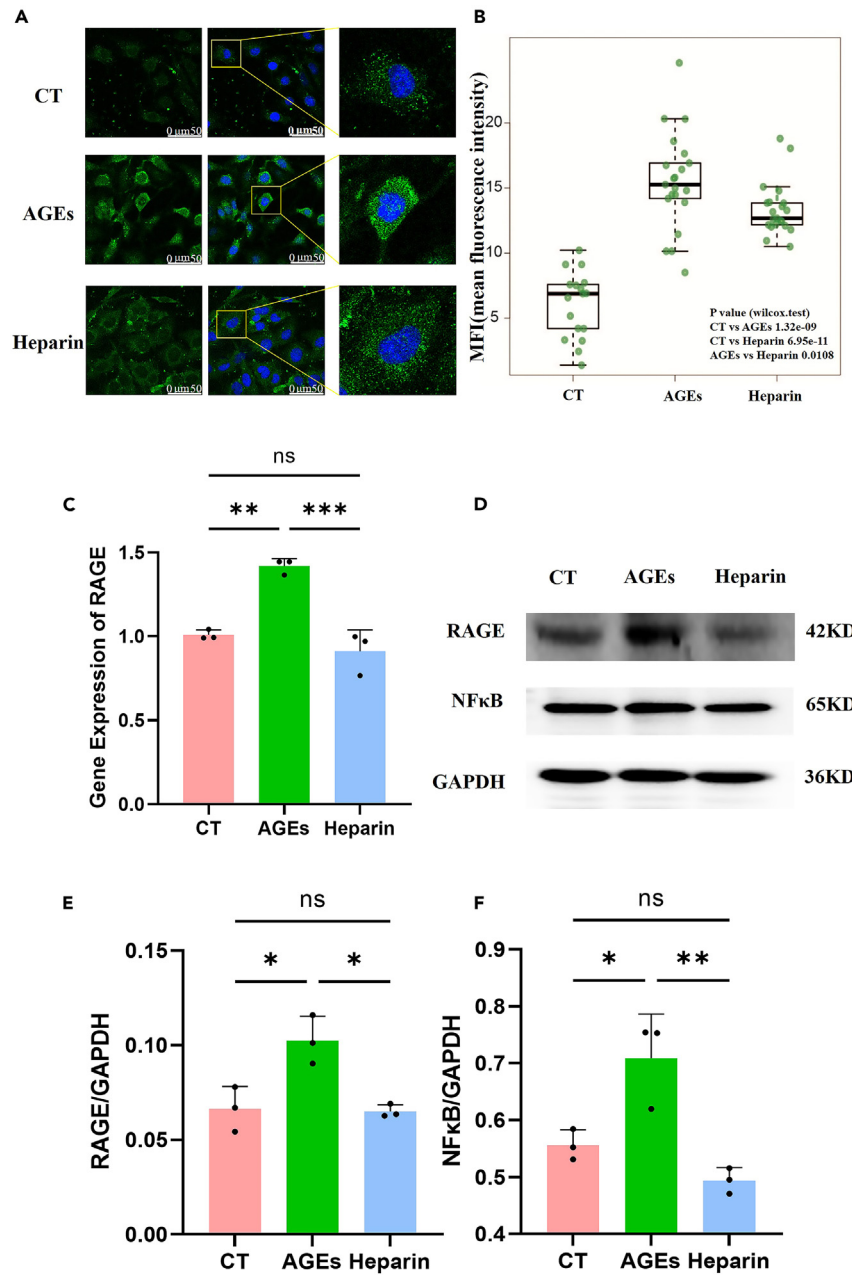 A
CT
0 μm50
0 μm50
AGEs
0 μm50
0 μm50
Heparin
0 μm50
0 μm50
B
MFI(mean fluorescence intensity)
20
15
10
5
P value (wilcox.test)
CT vs AGEs 1.32e-09
CT vs Heparin 6.95e-11
AGEs vs Heparin 0.0108
CT AGEs Heparin
C
ns
** ***
Gene Expression of RAGE
1.5
1.0
0.5
0.0
CT AGEs Heparin
D
CT AGEs Heparin
RAGE 42KD
NFκB 65KD
GAPDH 36KD
E
ns
* *
RAGE/GAPDH
0.15
0.10
0.05
0.00
CT AGEs Heparin
F
ns
* **
NFκB/GAPDH
0.9
0.8
0.7
0.6
0.5
0.4
CT AGEs Heparin